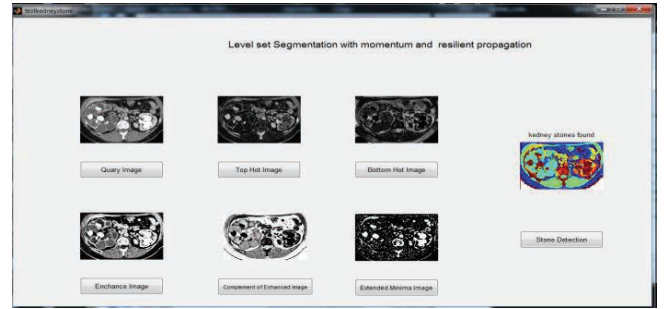 testkedneystone
Level set Segmentation with momentum and resilient propagation
kedney stones found
Quary Image
Top Hot Image
Bottom Hot Image
Stone Detection
Enchance Image
Complement of Enhanced Image
Extended Minima Image